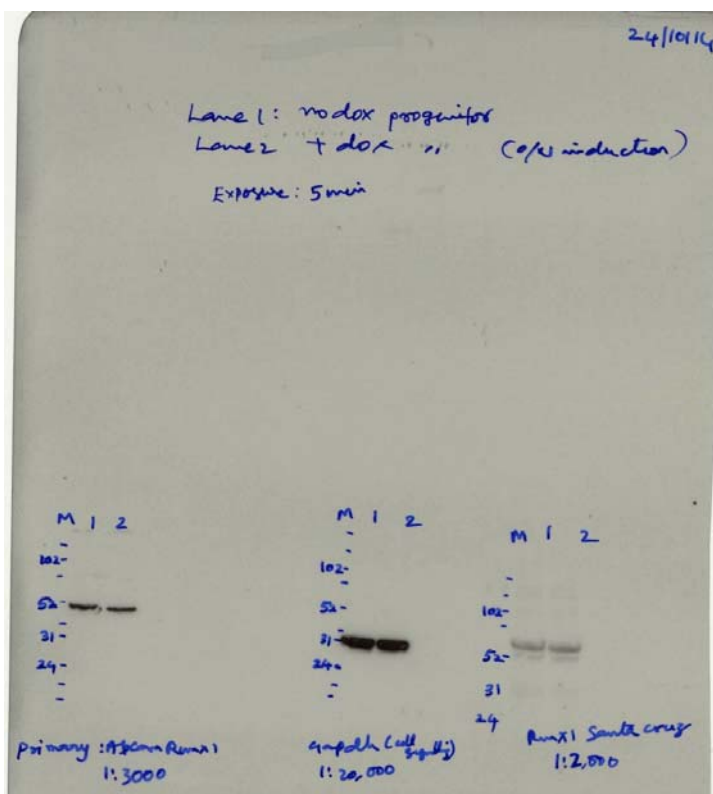 24/10/14
Lane 1: no dox progenitor
Lane 2 + dox ,, (o/n induction)
Exposure: 5 min
M 1 2
102-
52-
31-
24-
primary : Abcam Runx1
1:3000
M 1 2
102-
52-
31-
24-
gapdh (cell signalling)
1:20,000
M 1 2
102-
52-
31
24
Runx1 Santa cruz
1:2,000